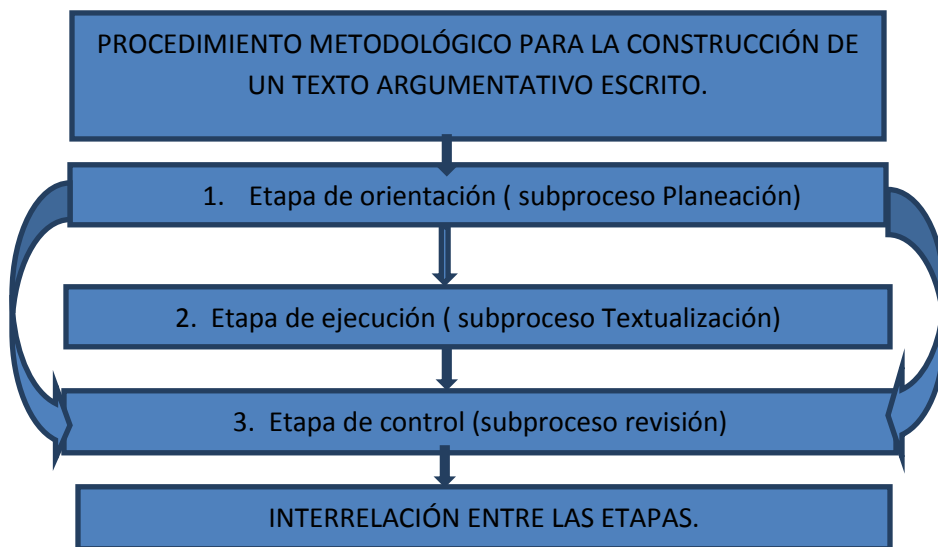 PROCEDIMIENTO METODOLÓGICO PARA LA CONSTRUCCIÓN DE
UN TEXTO ARGUMENTATIVO ESCRITO.
1. Etapa de orientación ( subproceso Planeación)
2. Etapa de ejecución ( subproceso Textualización)
3. Etapa de control (subproceso revisión)
INTERRELACIÓN ENTRE LAS ETAPAS.